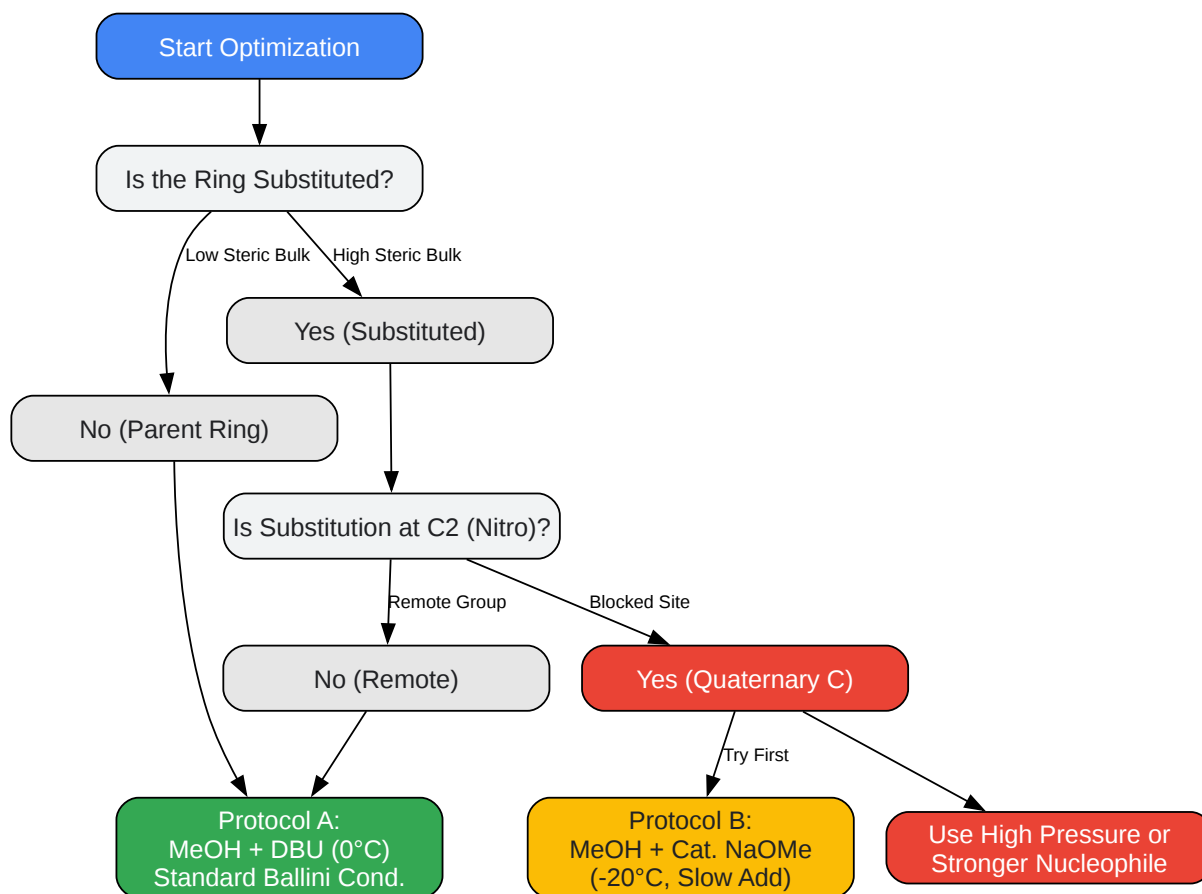 Start Optimization
Is the Ring Substituted?
Low Steric Bulk
High Steric Bulk
Yes (Substituted)
No (Parent Ring)
Is Substitution at C2 (Nitro)?
Remote Group
Blocked Site
No (Remote)
Yes (Quaternary C)
Try First
Protocol A:
MeOH + DBU (0°C)
Standard Ballini Cond.
Protocol B:
MeOH + Cat. NaOMe
(-20°C, Slow Add)
Use High Pressure or
Stronger Nucleophile